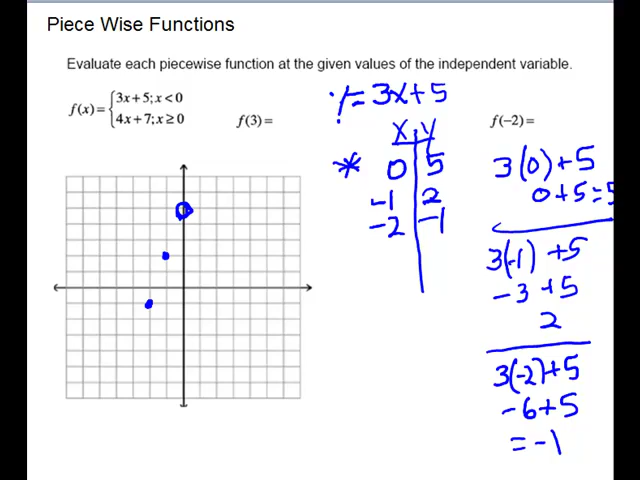 Piece Wise Functions
Evaluate each piecewise function at the given values of the independent variable.
f(x) = { 3x + 5; x < 0
4x + 7; x ≥ 0
f(3) =
y = 3x + 5
f(−2) =
x y
* 0 5
-1 2
-2 -1
3(0) + 5
0 + 5 = 5
3(-1) + 5
-3 + 5
2
3(-2) + 5
-6 + 5
= -1